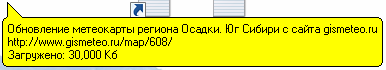 Обновление метеокарты региона Осадки. Юг Сибири с сайта gismeteo.ru
http://www.gismeteo.ru/map/608/
Загружено: 30,000 Кб